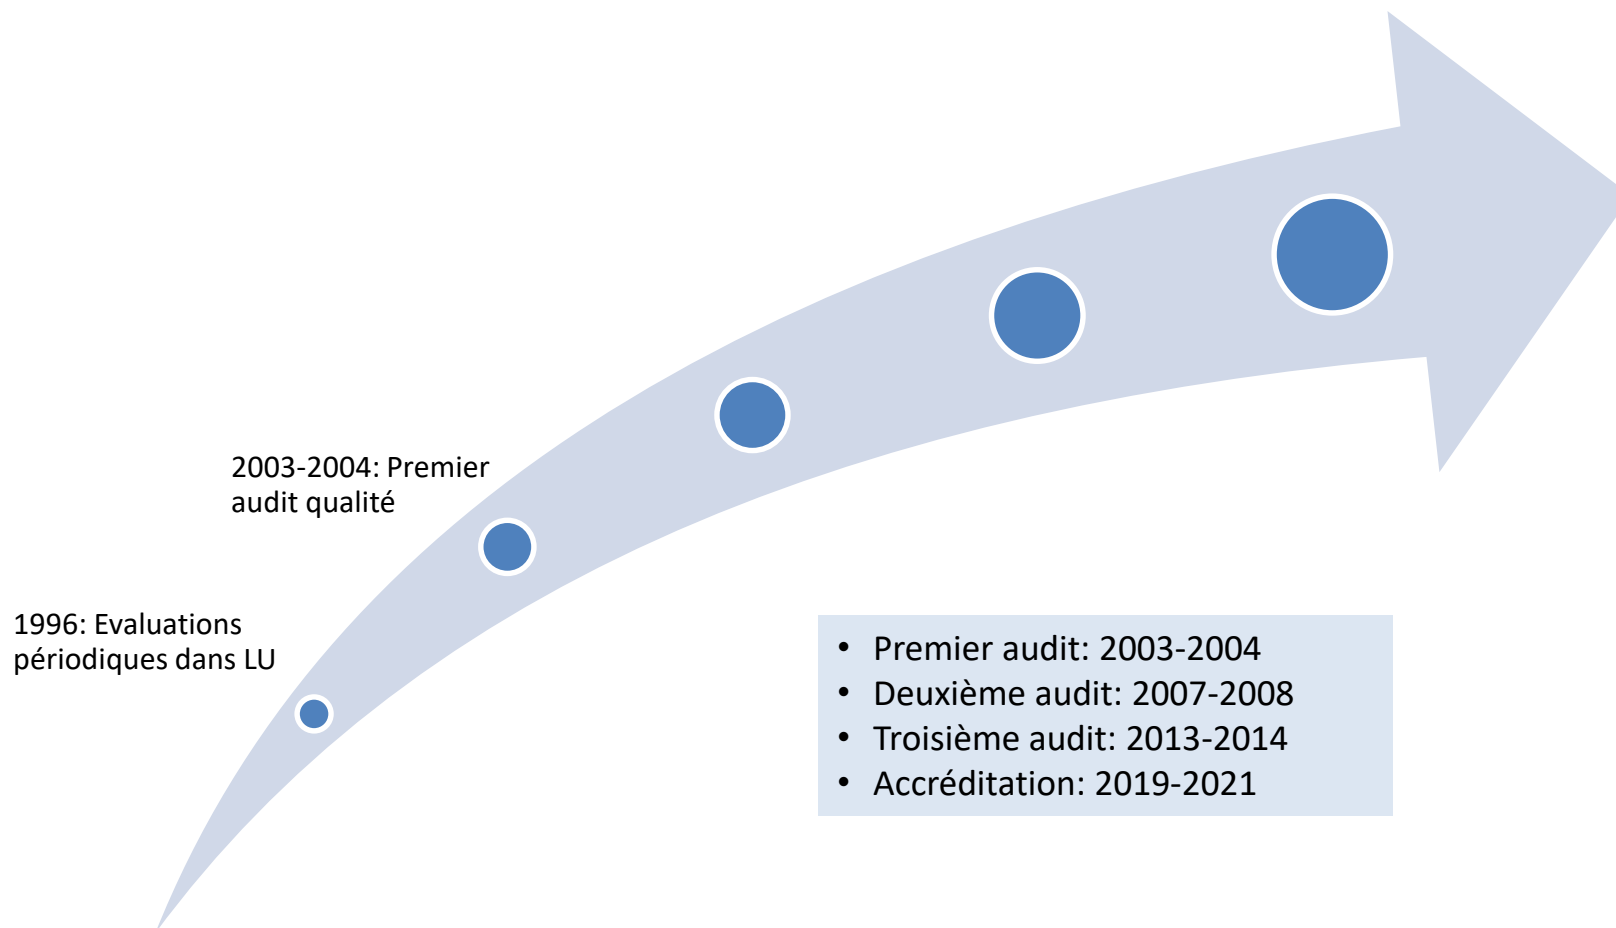 2003-2004: Premier
audit qualité
1996: Evaluations
périodiques dans LU
• Premier audit: 2003-2004
• Deuxième audit: 2007-2008
• Troisième audit: 2013-2014
• Accréditation: 2019-2021